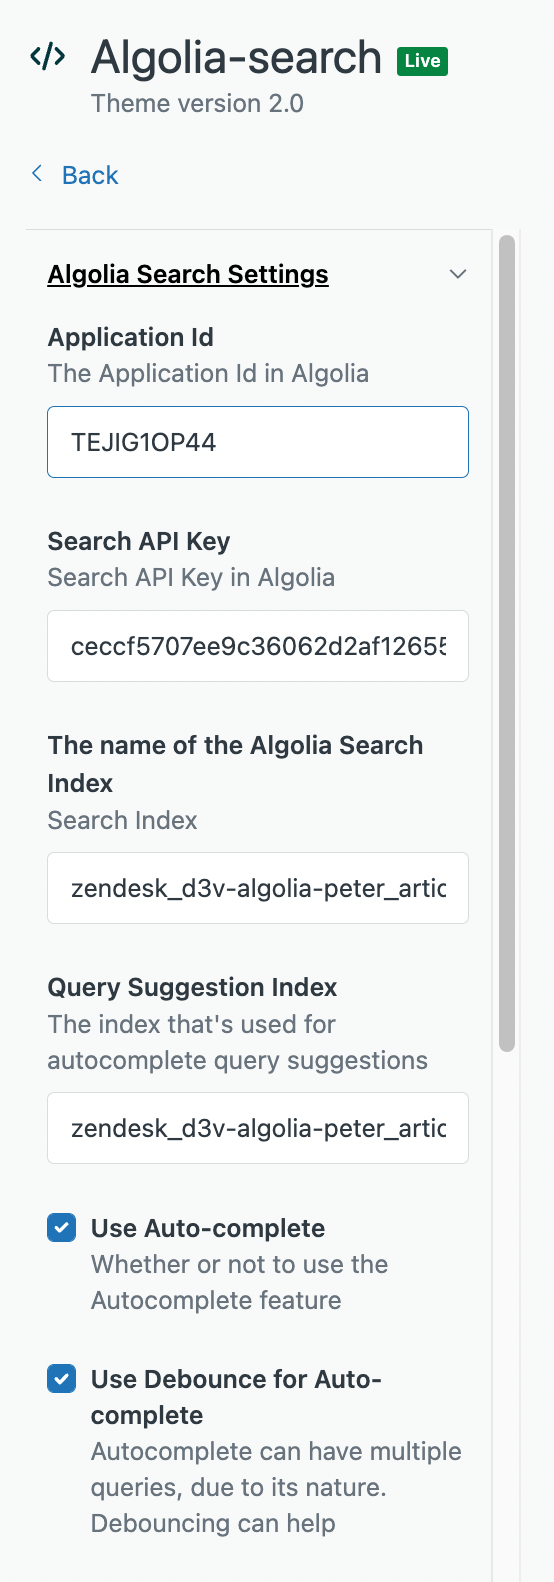 Algolia-search Live
Theme version 2.0
Back
Algolia Search Settings
Application Id
The Application Id in Algolia
TEJIG1OP44
Search API Key
Search API Key in Algolia
ceccf5707ee9c36062d2af12655
The name of the Algolia Search
Index
Search Index
zendesk_d3v-algolia-peter_artic
Query Suggestion Index
The index that's used for
autocomplete query suggestions
zendesk_d3v-algolia-peter_artic
Use Auto-complete
Whether or not to use the
Autocomplete feature
Use Debounce for Auto-
complete
Autocomplete can have multiple
queries, due to its nature.
Debouncing can help